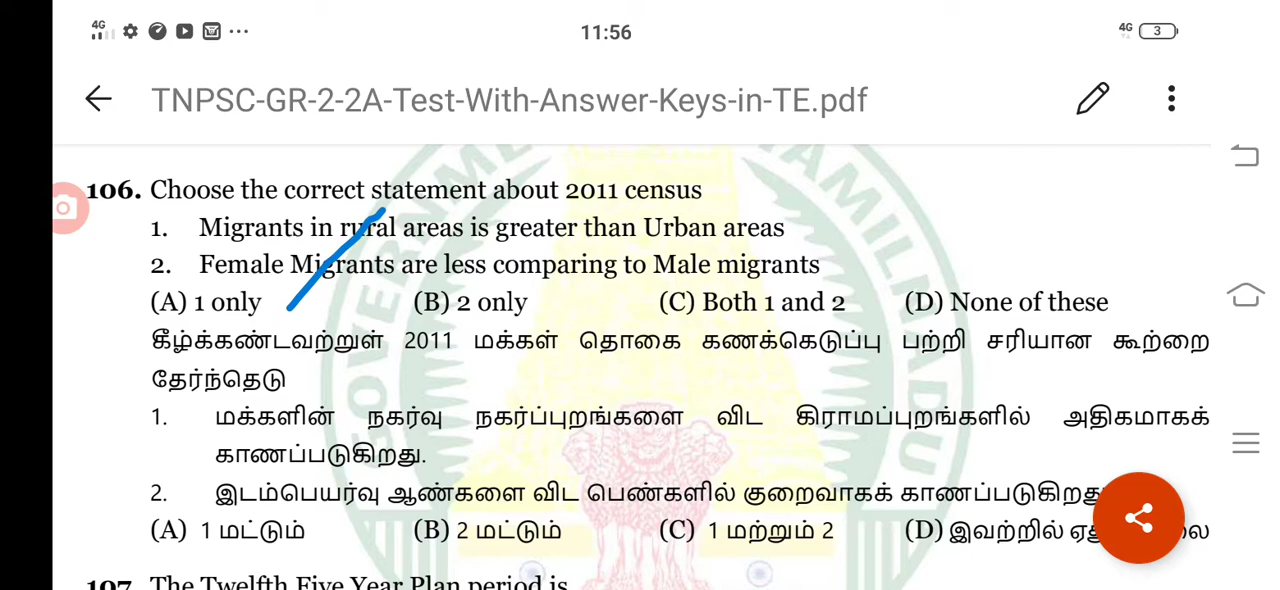 4G 11:56 4G 3
TNPSC-GR-2-2A-Test-With-Answer-Keys-in-TE.pdf
106. Choose the correct statement about 2011 census
1. Migrants in rural areas is greater than Urban areas
2. Female Migrants are less comparing to Male migrants
(A) 1 only (B) 2 only (C) Both 1 and 2 (D) None of these
கீழ்க்கண்டவற்றுள் 2011 மக்கள் தொகை கணக்கெடுப்பு பற்றி சரியான கூற்றை
தேர்ந்தெடு
1. மக்களின் நகர்வு நகர்ப்புறங்களை விட கிராமப்புறங்களில் அதிகமாகக்
காணப்படுகிறது.
2. இடம்பெயர்வு ஆண்களை விட பெண்களில் குறைவாகக் காணப்படுகிறது
(A) 1 மட்டும் (B) 2 மட்டும் (C) 1 மற்றும் 2 (D) இவற்றில்
107. The Twelfth Five Year Plan period is
GOVERNMENT TAMILNADU